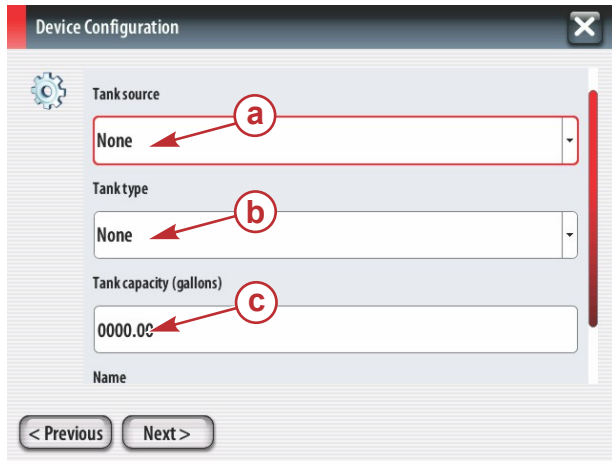 Device Configuration
Tank source
a
None
Tank type
b
None
Tank capacity (gallons)
c
0000.00
Name
< Previous
Next >